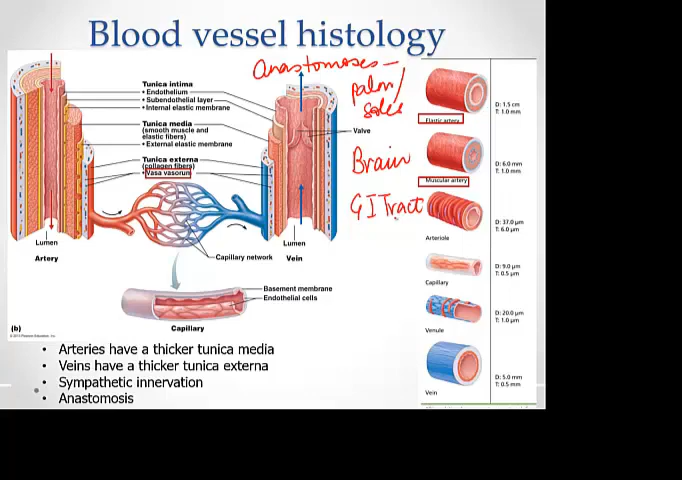 Blood vessel histology
Anastomoses –
palm/
soles
Brain
GI Tract
Tunica intima
• Endothelium
• Subendothelial layer
• Internal elastic membrane
Tunica media
(smooth muscle and
elastic fibers)
• External elastic membrane
Tunica externa
(collagen fibers)
• Vasa vasorum
Valve
Lumen
Artery
Lumen
Vein
Capillary network
Basement membrane
Endothelial cells
Capillary
(b)
D: 1.5 cm
T: 1.0 mm
Elastic artery
D: 6.0 mm
T: 1.0 mm
Muscular artery
D: 37.0 µm
T: 6.0 µm
Arteriole
D: 9.0 µm
T: 0.5 µm
Capillary
D: 20.0 µm
T: 1.0 µm
Venule
D: 5.0 mm
T: 0.5 mm
Vein
• Arteries have a thicker tunica media
• Veins have a thicker tunica externa
• Sympathetic innervation
• Anastomosis